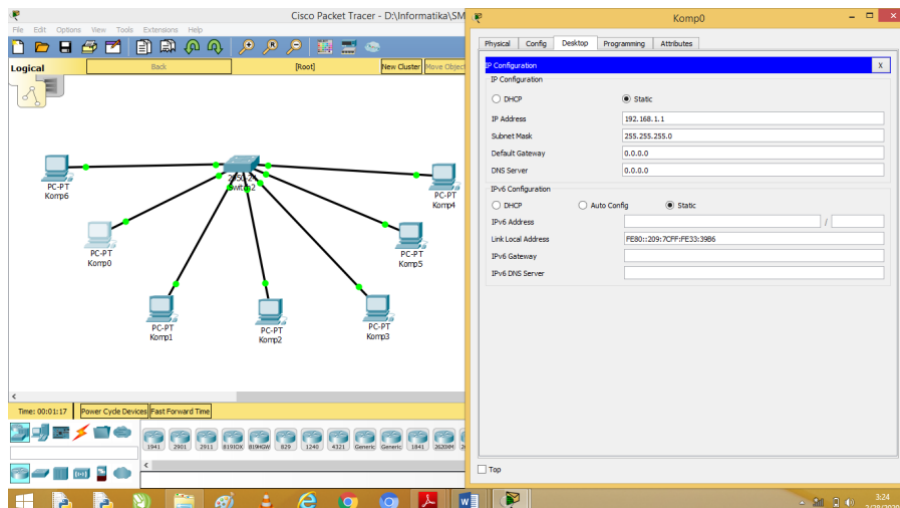 Cisco Packet Tracer - D:\Informatika\SM
File Edit Options View Tools Extensions Help
Logical Back [Root] New Cluster Move Object
PC-PT
Komp6
Switch2
PC-PT
Komp4
PC-PT
Komp0
PC-PT
Komp5
PC-PT
Komp1
PC-PT
Komp2
PC-PT
Komp3
Time: 00:01:17 Power Cycle Devices Fast Forward Time
1941 2901 2911 819IOX 819HGW 829 1240 4321 Generic Generic 1841 2620XM
Komp0
Physical Config Desktop Programming Attributes
IP Configuration X
IP Configuration
DHCP Static
IP Address 192.168.1.1
Subnet Mask 255.255.255.0
Default Gateway 0.0.0.0
DNS Server 0.0.0.0
IPv6 Configuration
DHCP Auto Config Static
IPv6 Address /
Link Local Address FE80::209:7CFF:FE33:39B6
IPv6 Gateway
IPv6 DNS Server
Top
3:24